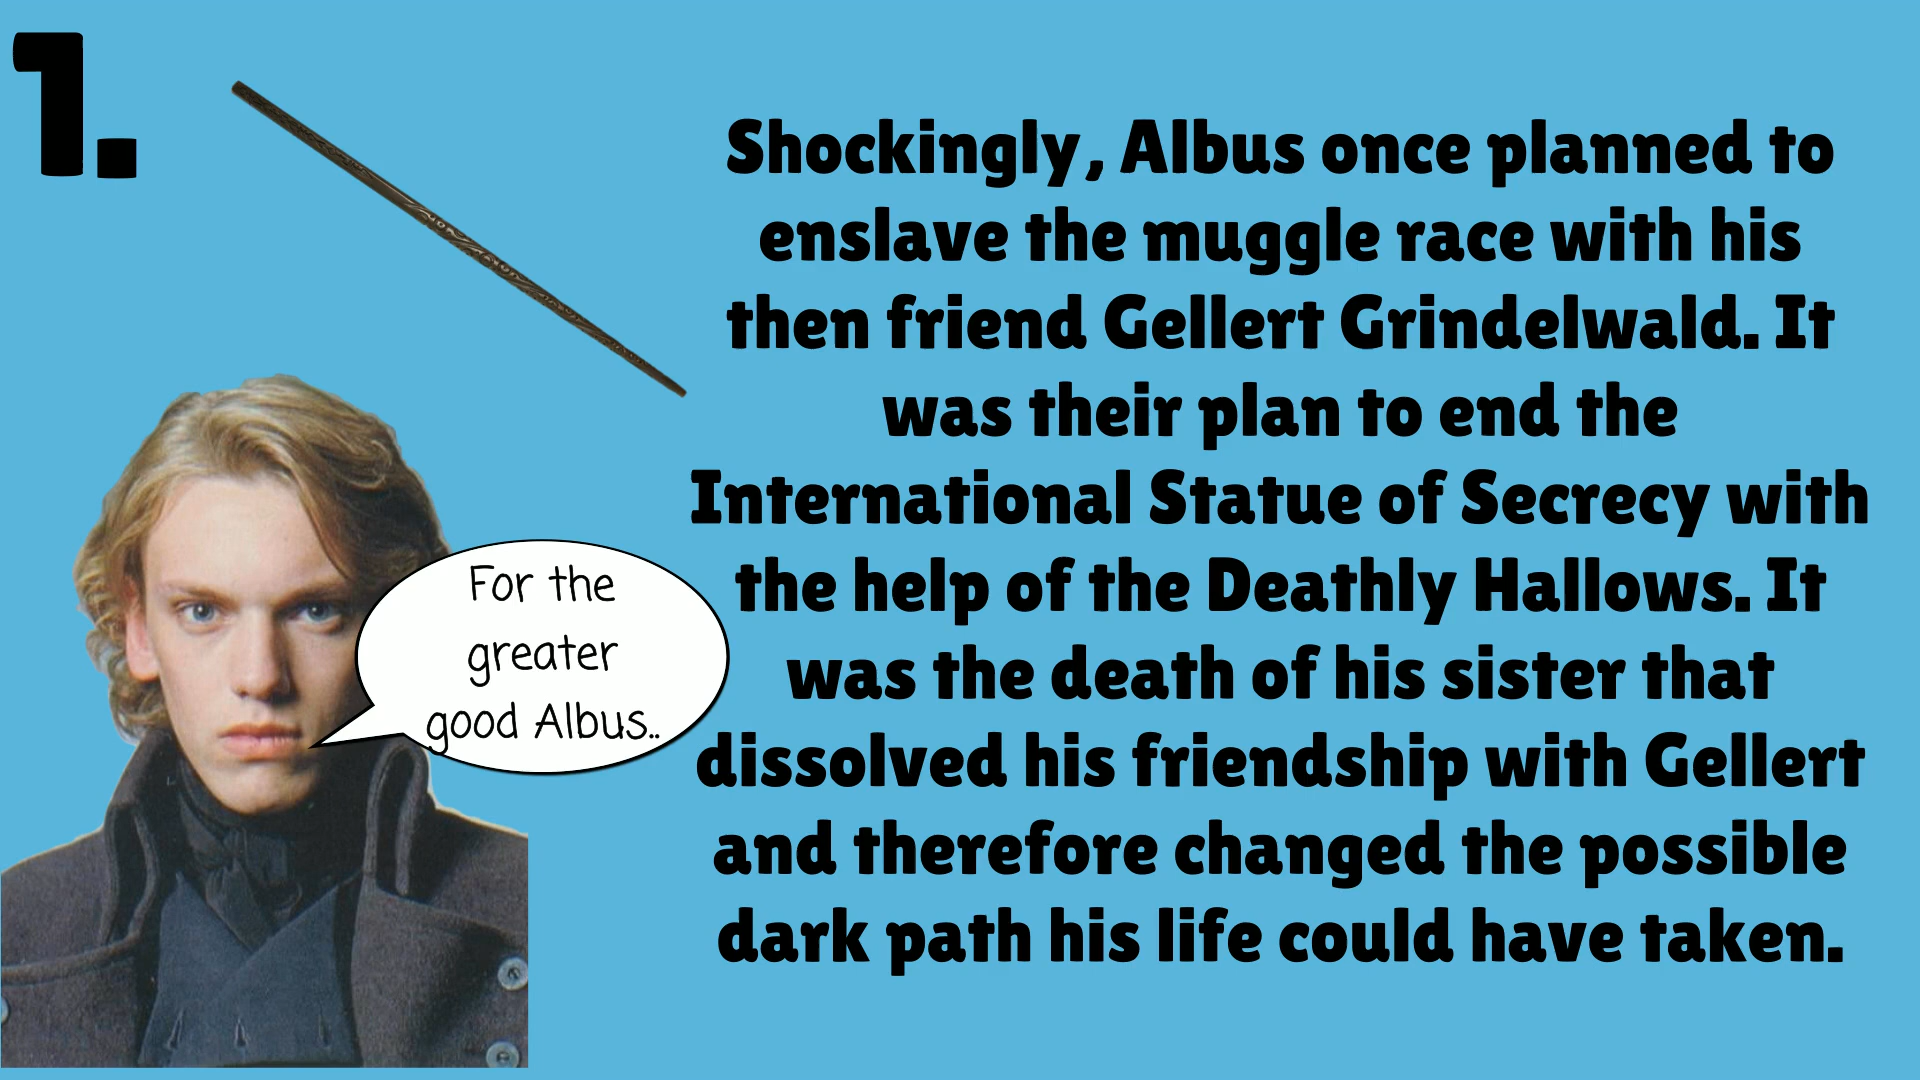 1.
Shockingly, Albus once planned to
enslave the muggle race with his
then friend Gellert Grindelwald. It
was their plan to end the
International Statue of Secrecy with
the help of the Deathly Hallows. It
was the death of his sister that
dissolved his friendship with Gellert
and therefore changed the possible
dark path his life could have taken.
For the
greater
good Albus..